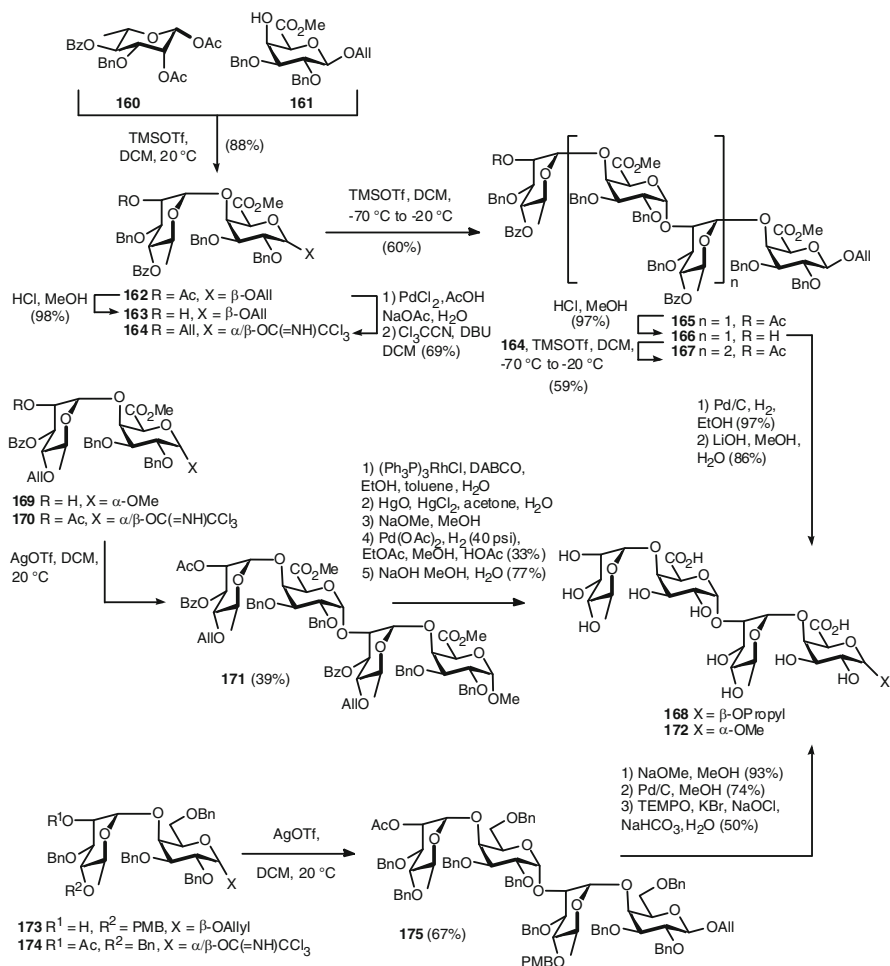 HO
CO₂Me
O
OAc
BzO
BnO
OAc
O
OAll
BnO
BnO
160
161
TMSOTf,
DCM, 20 °C
(88%)
RO
O
CO₂Me
O
BnO
BzO
O
BnO
BnO
X
TMSOTf, DCM,
-70 °C to -20 °C
(60%)
RO
O
CO₂Me
O
BnO
BzO
O
BnO
BnO
O
O
CO₂Me
O
BnO
BzO
O
BnO
BnO
OAll
n
HCl, MeOH
(98%)
162 R = Ac, X = β-OAll
163 R = H, X = β-OAll
164 R = All, X = α/β-OC(=NH)CCl₃
1) PdCl₂, AcOH
NaOAc, H₂O
2) Cl₃CCN, DBU
DCM (69%)
HCl, MeOH
(97%)
164, TMSOTf, DCM,
-70 °C to -20 °C
(59%)
165 n = 1, R = Ac
166 n = 1, R = H
167 n = 2, R = Ac
1) Pd/C, H₂,
EtOH (97%)
2) LiOH, MeOH,
H₂O (86%)
RO
O
CO₂Me
O
BzO
AllO
O
BnO
BnO
X
169 R = H, X = α-OMe
170 R = Ac, X = α/β-OC(=NH)CCl₃
AgOTf, DCM,
20 °C
1) (Ph₃P)₃RhCl, DABCO,
EtOH, toluene, H₂O
2) HgO, HgCl₂, acetone, H₂O
3) NaOMe, MeOH
4) Pd(OAc)₂, H₂ (40 psi),
EtOAc, MeOH, HOAc (33%)
5) NaOH MeOH, H₂O (77%)
AcO
O
CO₂Me
O
BzO
AllO
O
BnO
BnO
O
O
CO₂Me
O
BzO
AllO
O
BnO
BnO
OMe
171 (39%)
HO
O
CO₂H
O
HO
HO
O
HO
HO
O
O
CO₂H
O
HO
HO
O
HO
HO
X
168 X = β-OPropyl
172 X = α-OMe
1) NaOMe, MeOH (93%)
2) Pd/C, MeOH (74%)
3) TEMPO, KBr, NaOCl,
NaHCO₃, H₂O (50%)
R¹O
O
OBn
O
BnO
R²O
O
BnO
BnO
X
173 R¹ = H, R² = PMB, X = β-OAllyl
174 R¹ = Ac, R² = Bn, X = α/β-OC(=NH)CCl₃
AgOTf,
DCM, 20 °C
AcO
O
OBn
O
BnO
BnO
O
BnO
BnO
O
O
OBn
O
BnO
PMBO
O
BnO
BnO
OAll
175 (67%)